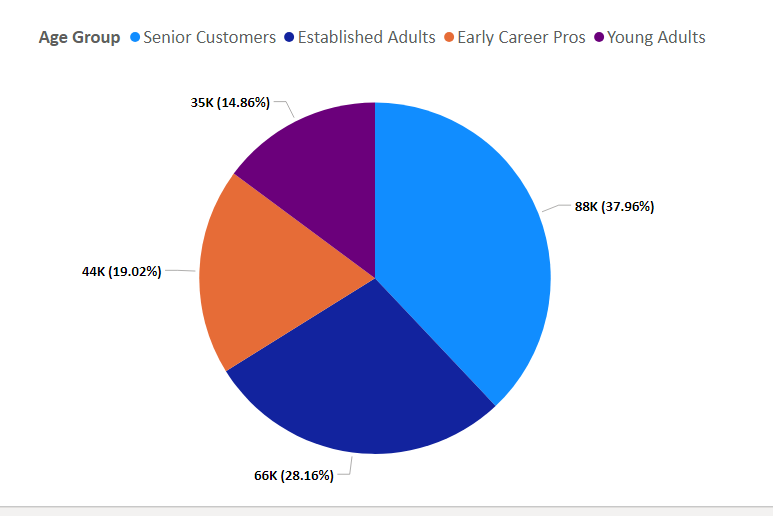 Age Group Senior Customers Established Adults Early Career Pros Young Adults
35K (14.86%)
88K (37.96%)
44K (19.02%)
66K (28.16%)